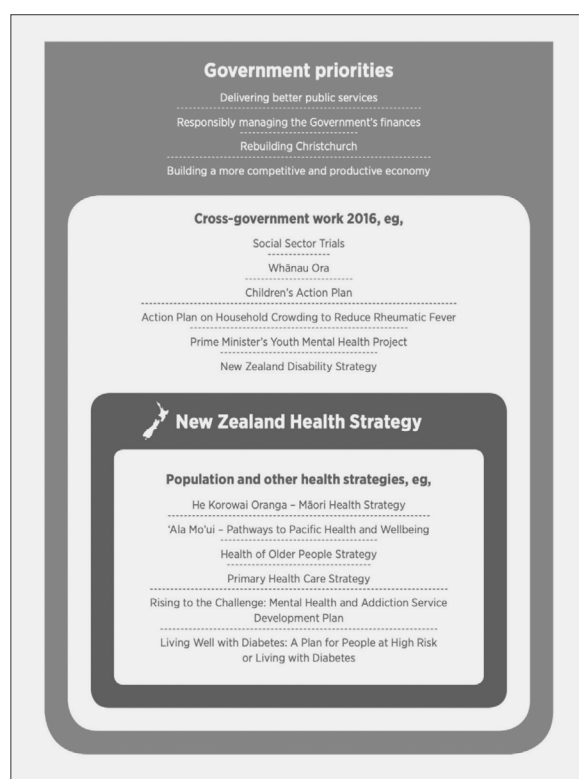 Government priorities
Delivering better public services
Responsibly managing the Government's finances
Rebuilding Christchurch
Building a more competitive and productive economy
Cross-government work 2016, eg,
Social Sector Trials
Whānau Ora
Children's Action Plan
Action Plan on Household Crowding to Reduce Rheumatic Fever
Prime Minister's Youth Mental Health Project
New Zealand Disability Strategy
New Zealand Health Strategy
Population and other health strategies, eg,
He Korowai Oranga – Māori Health Strategy
'Ala Mo'ui – Pathways to Pacific Health and Wellbeing
Health of Older People Strategy
Primary Health Care Strategy
Rising to the Challenge: Mental Health and Addiction Service
Development Plan
Living Well with Diabetes: A Plan for People at High Risk
or Living with Diabetes